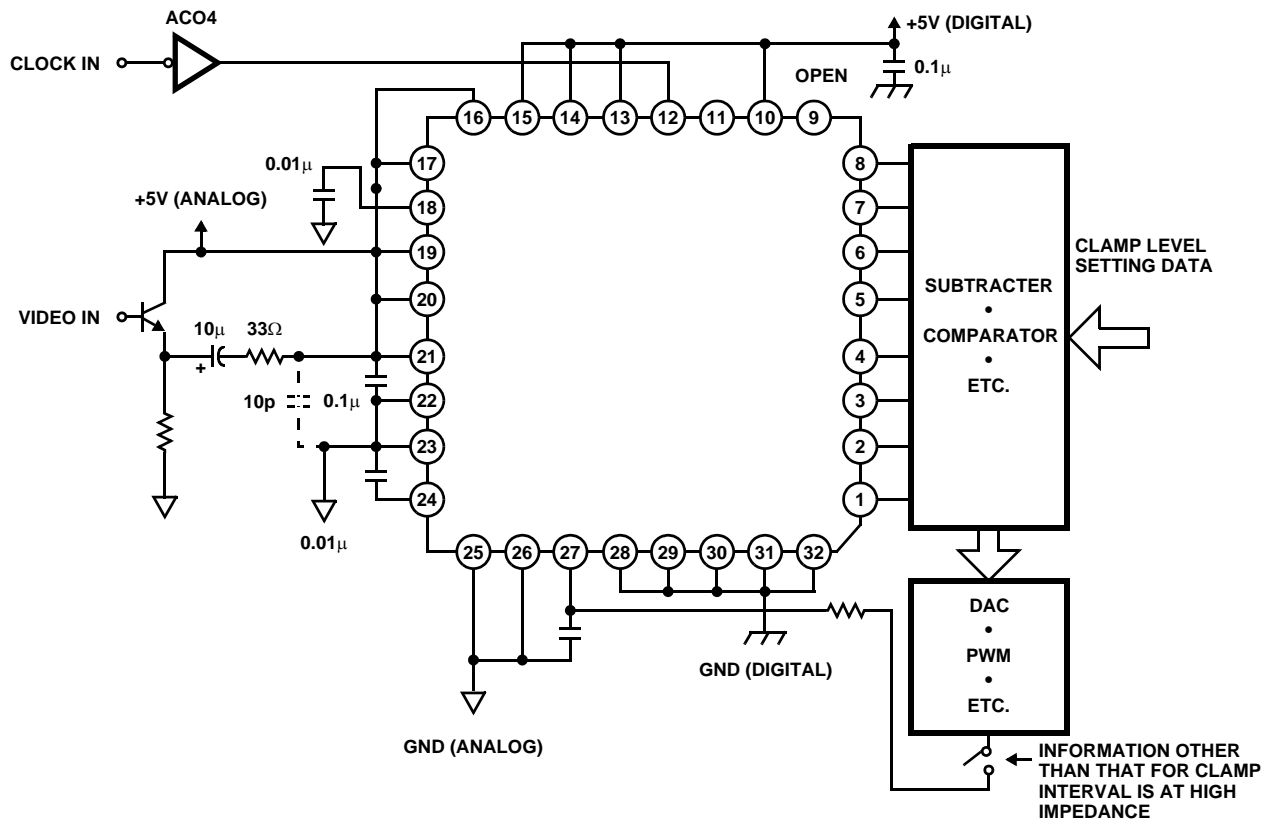 ACO4
CLOCK IN
+5V (DIGITAL)
0.1μ
OPEN
16 15 14 13 12 11 10 9
17
18
19
20
21
22
23
24
0.01μ
+5V (ANALOG)
VIDEO IN
10μ
33Ω
+
10p
0.1μ
0.01μ
8
7
6
5
4
3
2
1
SUBTRACTER
•
COMPARATOR
•
ETC.
CLAMP LEVEL
SETTING DATA
25 26 27 28 29 30 31 32
GND (ANALOG)
GND (DIGITAL)
DAC
•
PWM
•
ETC.
INFORMATION OTHER
THAN THAT FOR CLAMP
INTERVAL IS AT HIGH
IMPEDANCE